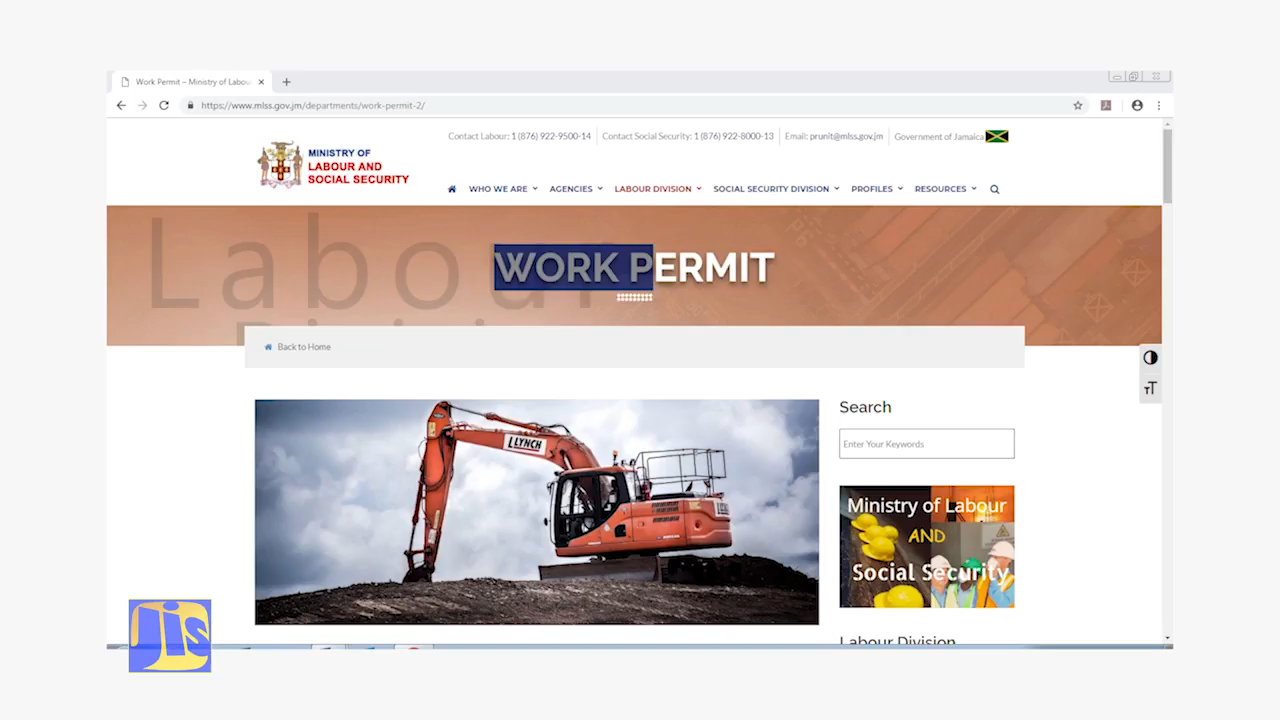 Work Permit – Ministry of Labou
https://www.mlss.gov.jm/departments/work-permit-2/
Contact Labour: 1 (876) 922-9500-14
Contact Social Security: 1 (876) 922-8000-13
Email: prunit@mlss.gov.jm
Government of Jamaica
MINISTRY OF
LABOUR AND
SOCIAL SECURITY
WHO WE ARE
AGENCIES
LABOUR DIVISION
SOCIAL SECURITY DIVISION
PROFILES
RESOURCES
Labour
Division
WORK PERMIT
Back to Home
TT
LYNCH
Search
Enter Your Keywords
Ministry of Labour
AND
Social Security
Labour Division
jis